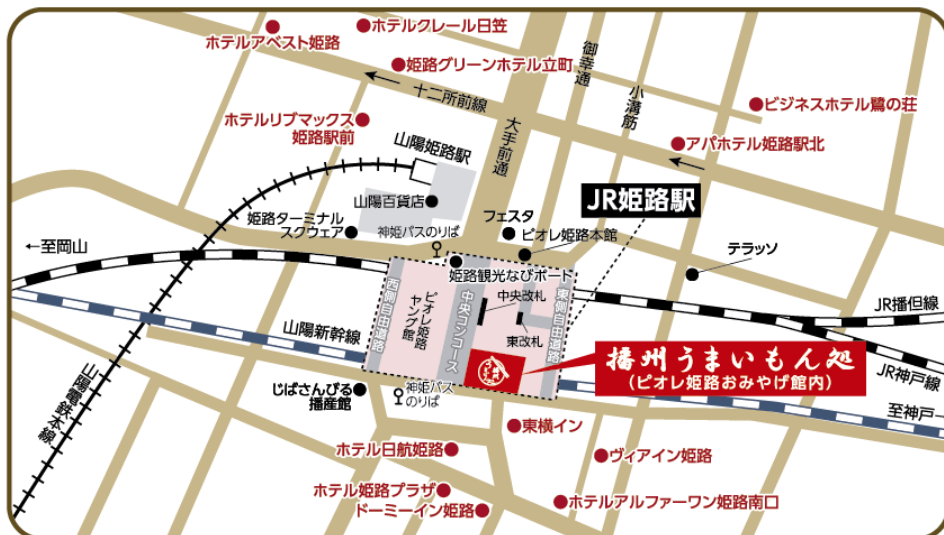 ホテルクレール日笠
ホテルアベスト姫路
姫路グリーンホテル立町
御幸通
小溝筋
十二所前線
大手前通
ビジネスホテル鷺の荘
ホテルリブマックス
姫路駅前
アパホテル姫路駅北
山陽姫路駅
JR姫路駅
山陽百貨店
フェスタ
姫路ターミナル
スクウェア
神姫バスのりば
ピオレ姫路本館
テラッソ
←至岡山
姫路観光なびポート
中央改札
東改札
西側自由通路
ピオレ姫路
ヤング館
中央コンコース
東側自由通路
JR播但線
山陽新幹線
播州うまいもん処
(ピオレ姫路おみやげ館内)
JR神戸線
山陽電鉄本線
じばさんびる
播産館
神姫バス
のりば
至神戸→
東横イン
ホテル日航姫路
ヴィアイン姫路
ホテル姫路プラザ
ドーミーイン姫路
ホテルアルファーワン姫路南口